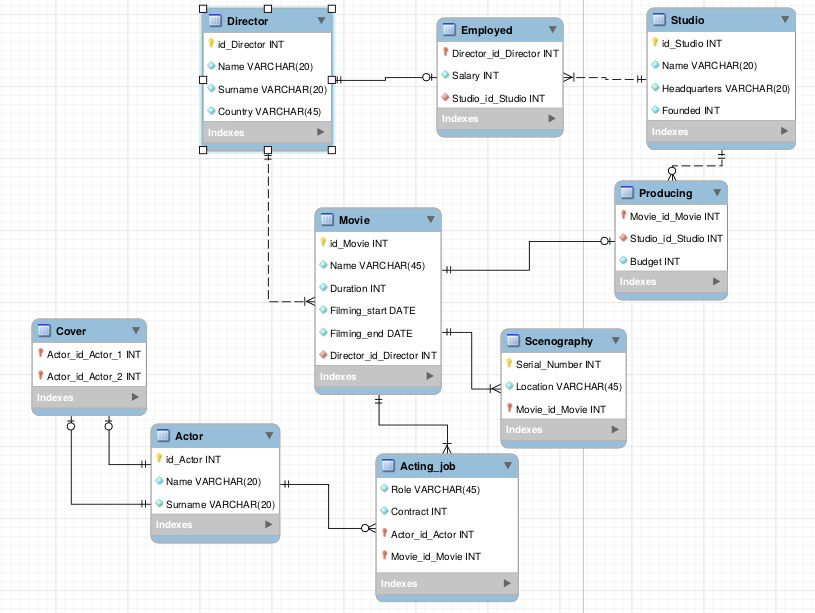 Director
id_Director INT
Name VARCHAR(20)
Surname VARCHAR(20)
Country VARCHAR(45)
Indexes
Employed
Director_id_Director INT
Salary INT
Studio_id_Studio INT
Indexes
Studio
id_Studio INT
Name VARCHAR(20)
Headquarters VARCHAR(20)
Founded INT
Indexes
Producing
Movie_id_Movie INT
Studio_id_Studio INT
Budget INT
Indexes
Movie
id_Movie INT
Name VARCHAR(45)
Duration INT
Filming_start DATE
Filming_end DATE
Director_id_Director INT
Indexes
Cover
Actor_id_Actor_1 INT
Actor_id_Actor_2 INT
Indexes
Scenography
Serial_Number INT
Location VARCHAR(45)
Movie_id_Movie INT
Indexes
Actor
id_Actor INT
Name VARCHAR(20)
Surname VARCHAR(20)
Indexes
Acting_job
Role VARCHAR(45)
Contract INT
Actor_id_Actor INT
Movie_id_Movie INT
Indexes